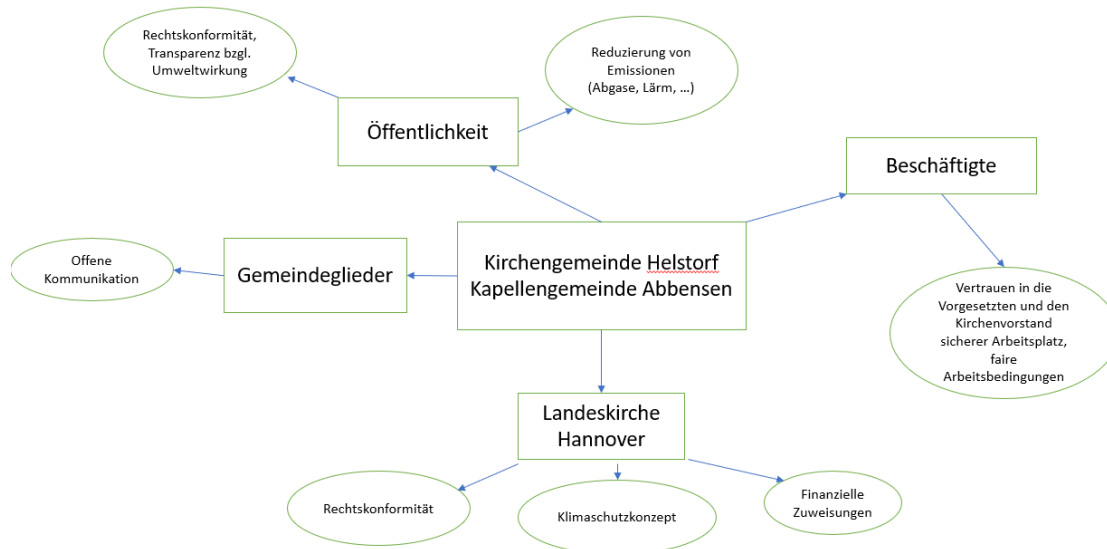 Rechtskonformität,
Transparenz bzgl.
Umweltwirkung
Reduzierung von
Emissionen
(Abgase, Lärm, ...)
Öffentlichkeit
Beschäftigte
Offene
Kommunikation
Gemeindeglieder
Kirchengemeinde Helstorf
Kapellengemeinde Abbensen
Vertrauen in die
Vorgesetzten und den
Kirchenvorstand
sicherer Arbeitsplatz,
faire
Arbeitsbedingungen
Landeskirche
Hannover
Rechtskonformität
Klimaschutzkonzept
Finanzielle
Zuweisungen